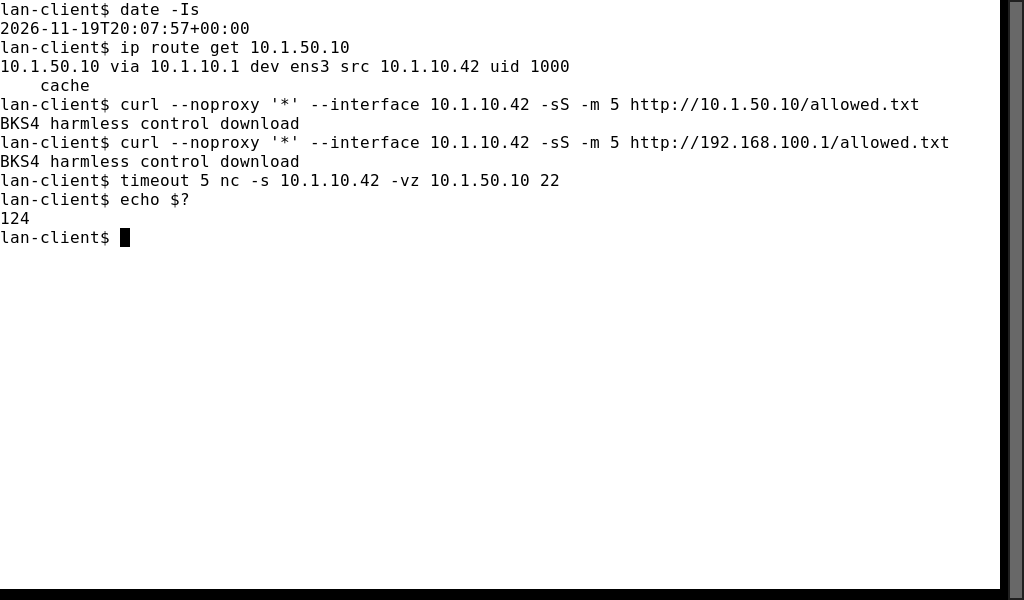 lan-client$ date -Is
2026-11-19T20:07:57+00:00
lan-client$ ip route get 10.1.50.10
10.1.50.10 via 10.1.10.1 dev ens3 src 10.1.10.42 uid 1000
    cache
lan-client$ curl --noproxy '*' --interface 10.1.10.42 -sS -m 5 http://10.1.50.10/allowed.txt
BKS4 harmless control download
lan-client$ curl --noproxy '*' --interface 10.1.10.42 -sS -m 5 http://192.168.100.1/allowed.txt
BKS4 harmless control download
lan-client$ timeout 5 nc -s 10.1.10.42 -vz 10.1.50.10 22
lan-client$ echo $?
124
lan-client$